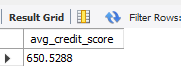 Result Grid Filter Rows:
avg_credit_score
650.5288